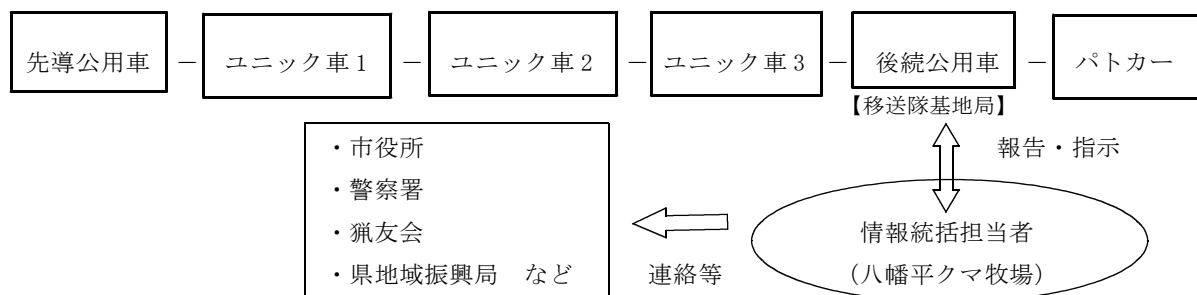 先導公用車 － ユニック車1 － ユニック車2 － ユニック車3 － 後続公用車 － パトカー
【移送隊基地局】
報告・指示
・市役所
・警察署
・猟友会
・県地域振興局　など
連絡等
情報統括担当者
(八幡平クマ牧場)